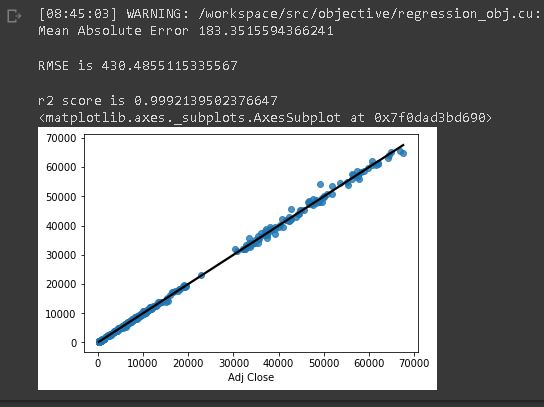 [08:45:03] WARNING: /workspace/src/objective/regression_obj.cu:
Mean Absolute Error 183.3515594366241
RMSE is 430.4855115335567
r2 score is 0.9992139502376647
<matplotlib.axes._subplots.AxesSubplot at 0x7f0dad3bd690>
70000
60000
50000
40000
30000
20000
10000
0
0 10000 20000 30000 40000 50000 60000 70000
Adj Close